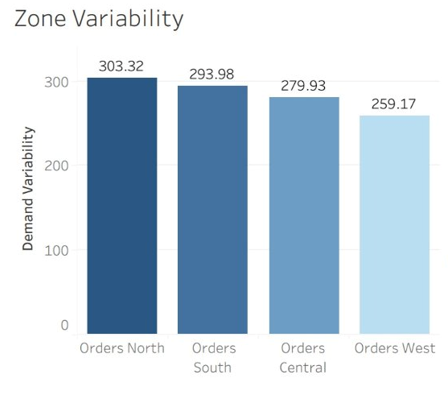 Zone Variability
303.32
293.98
279.93
259.17
300
200
100
0
Demand Variability
Orders North
Orders
South
Orders
Central
Orders West